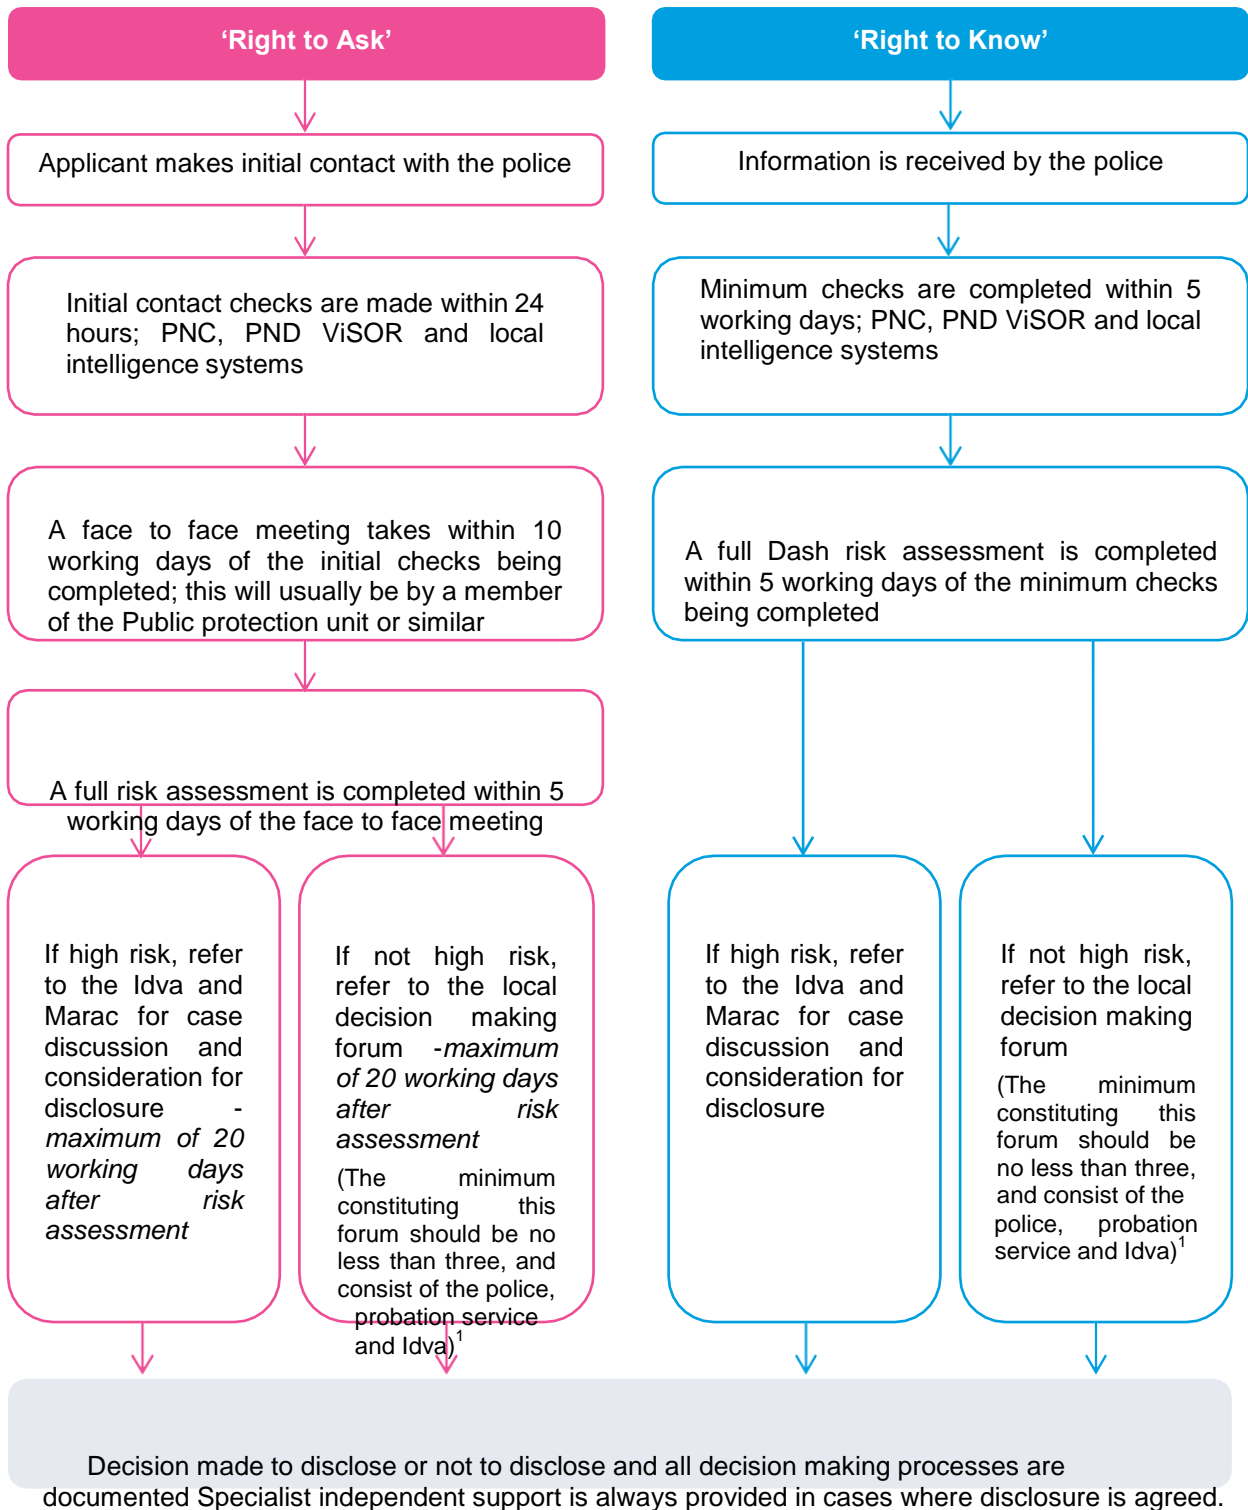 ‘Right to Ask’
Applicant makes initial contact with the police
Initial contact checks are made within 24
hours; PNC, PND ViSOR and local
intelligence systems
A face to face meeting takes within 10
working days of the initial checks being
completed; this will usually be by a member
of the Public protection unit or similar
A full risk assessment is completed within 5
working days of the face to face meeting
If high risk, refer
to the Idva and
Marac for case
discussion and
consideration for
disclosure -
maximum of 20
working days
after risk
assessment
If not high risk,
refer to the local
decision making
forum -maximum
of 20 working days
after risk
assessment
(The minimum
constituting this
forum should be no
less than three, and
consist of the police,
probation service
and Idva)1
‘Right to Know’
Information is received by the police
Minimum checks are completed within 5
working days; PNC, PND ViSOR and local
intelligence systems
A full Dash risk assessment is completed
within 5 working days of the minimum checks
being completed
If high risk, refer
to the Idva and
Marac for case
discussion and
consideration for
disclosure
If not high risk,
refer to the local
decision making
forum
(The minimum
constituting this
forum should be
no less than three,
and consist of the
police, probation
service and Idva)1
Decision made to disclose or not to disclose and all decision making processes are
documented Specialist independent support is always provided in cases where disclosure is agreed.